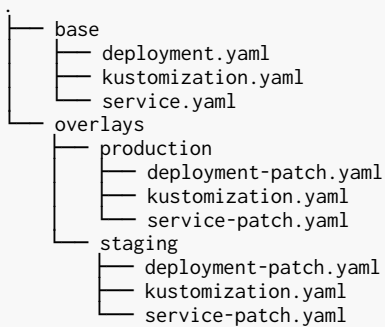 .
├── base
│   ├── deployment.yaml
│   ├── kustomization.yaml
│   └── service.yaml
└── overlays
    ├── production
    │   ├── deployment-patch.yaml
    │   ├── kustomization.yaml
    │   └── service-patch.yaml
    └── staging
        ├── deployment-patch.yaml
        ├── kustomization.yaml
        └── service-patch.yaml